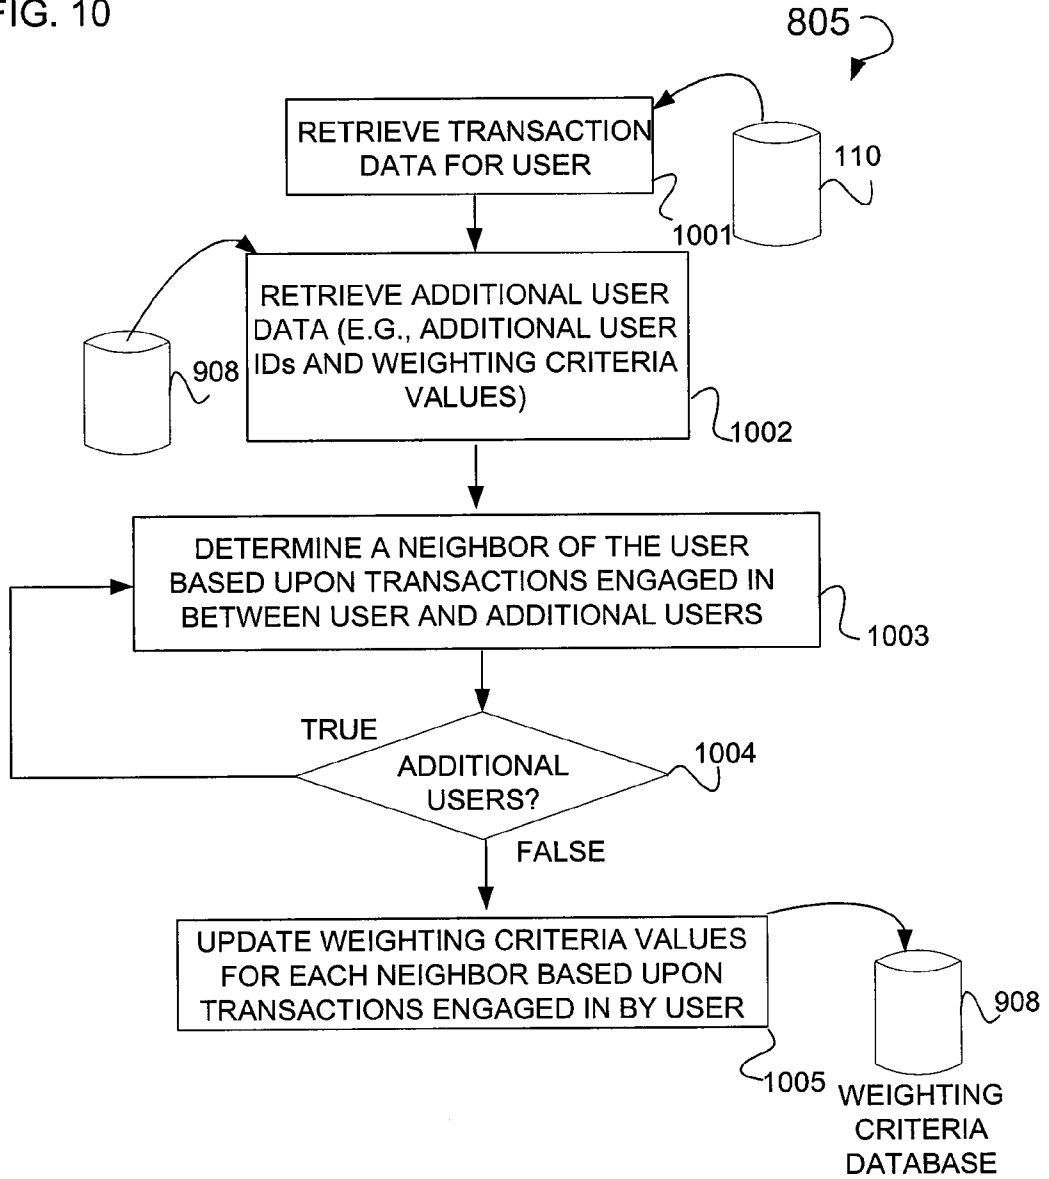 FIG. 10
805
RETRIEVE TRANSACTION
DATA FOR USER
110
1001
RETRIEVE ADDITIONAL USER
DATA (E.G., ADDITIONAL USER
IDs AND WEIGHTING CRITERIA
VALUES)
908
1002
DETERMINE A NEIGHBOR OF THE USER
BASED UPON TRANSACTIONS ENGAGED IN
BETWEEN USER AND ADDITIONAL USERS
1003
TRUE
ADDITIONAL
USERS?
1004
FALSE
UPDATE WEIGHTING CRITERIA VALUES
FOR EACH NEIGHBOR BASED UPON
TRANSACTIONS ENGAGED IN BY USER
908
1005
WEIGHTING
CRITERIA
DATABASE